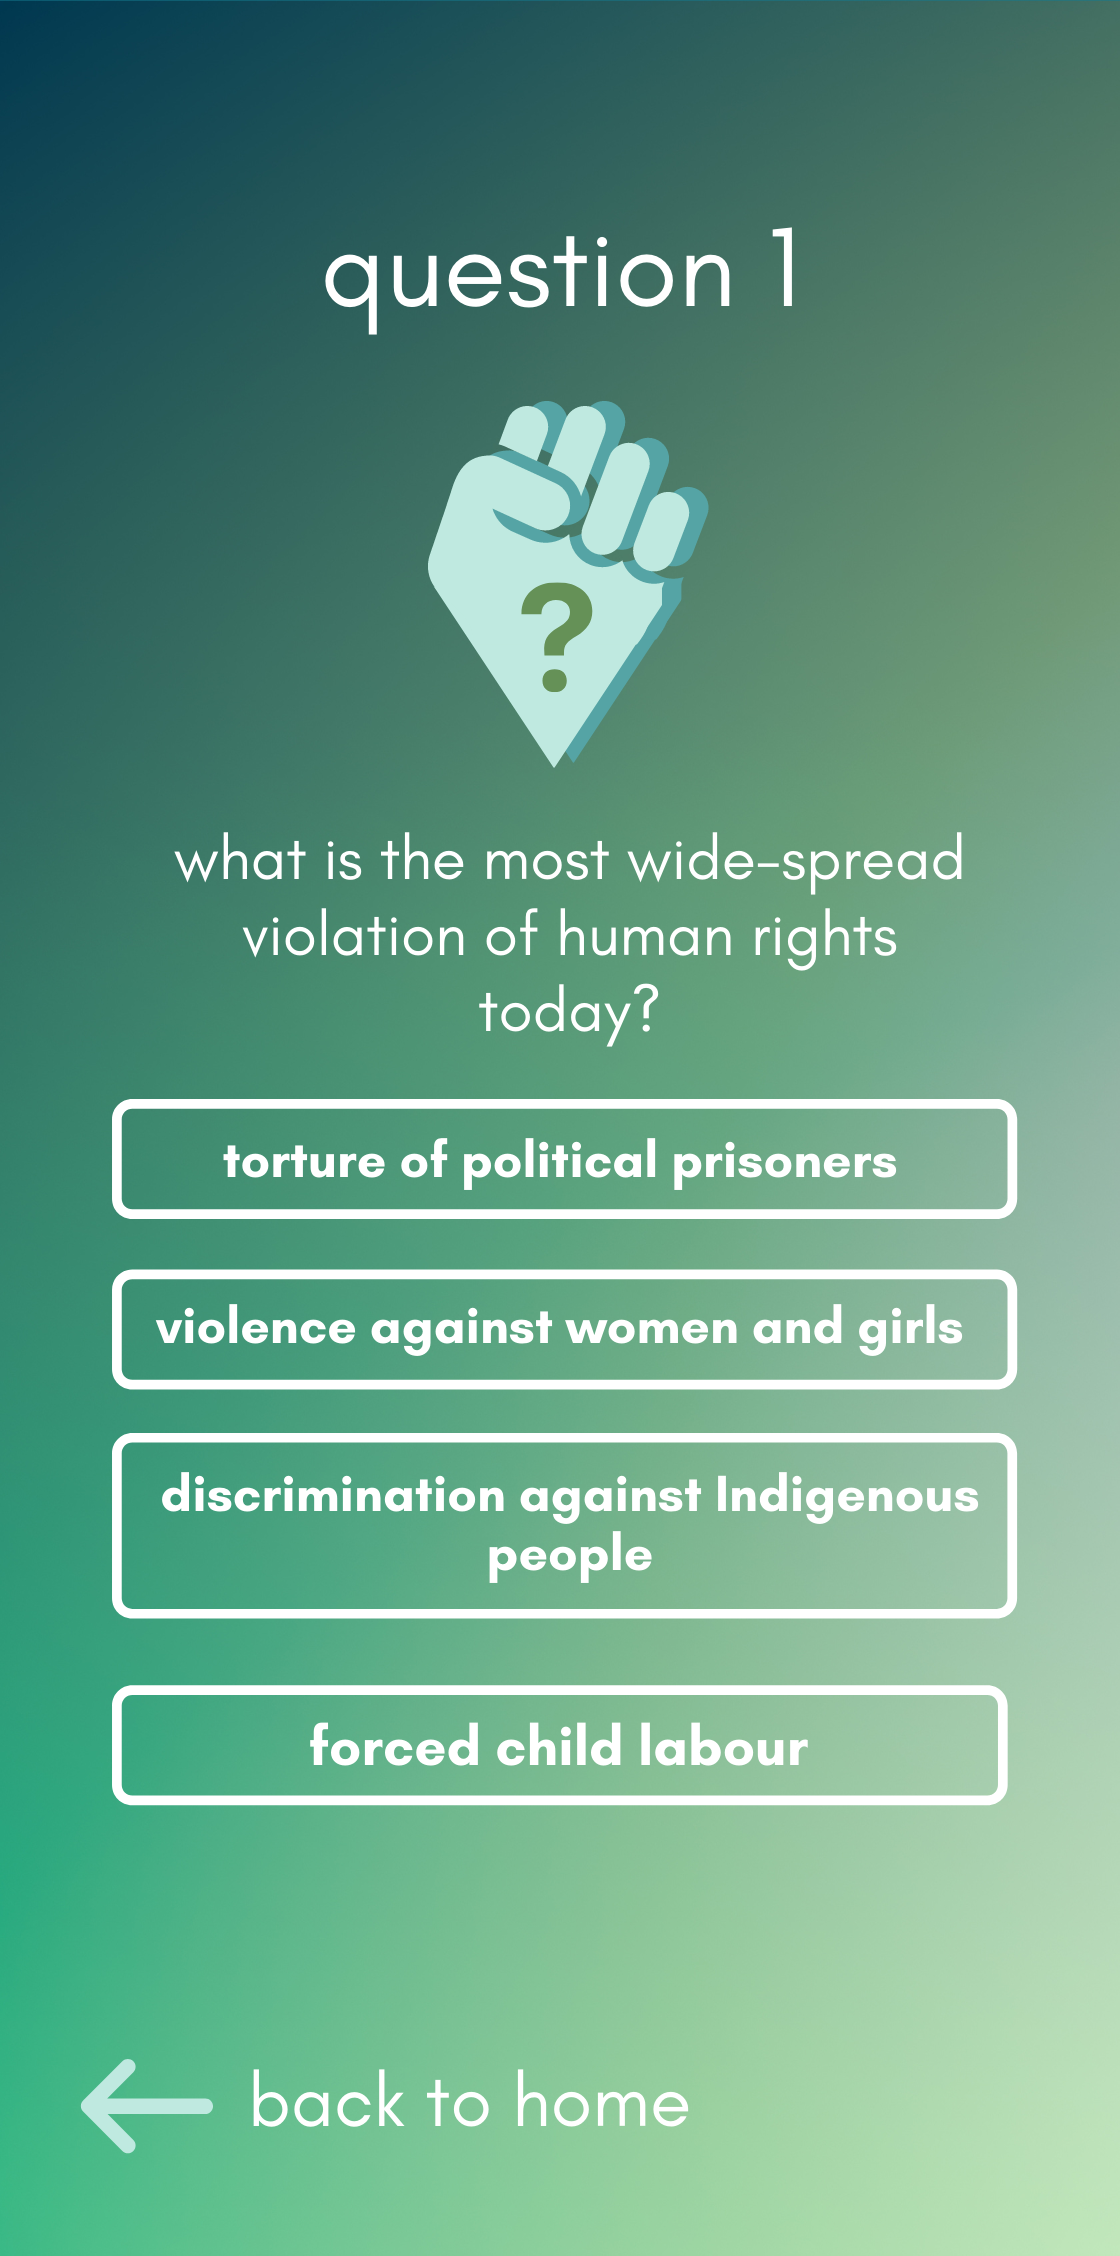 question 1
?
what is the most wide-spread
violation of human rights
today?
torture of political prisoners
violence against women and girls
discrimination against Indigenous
people
forced child labour
back to home